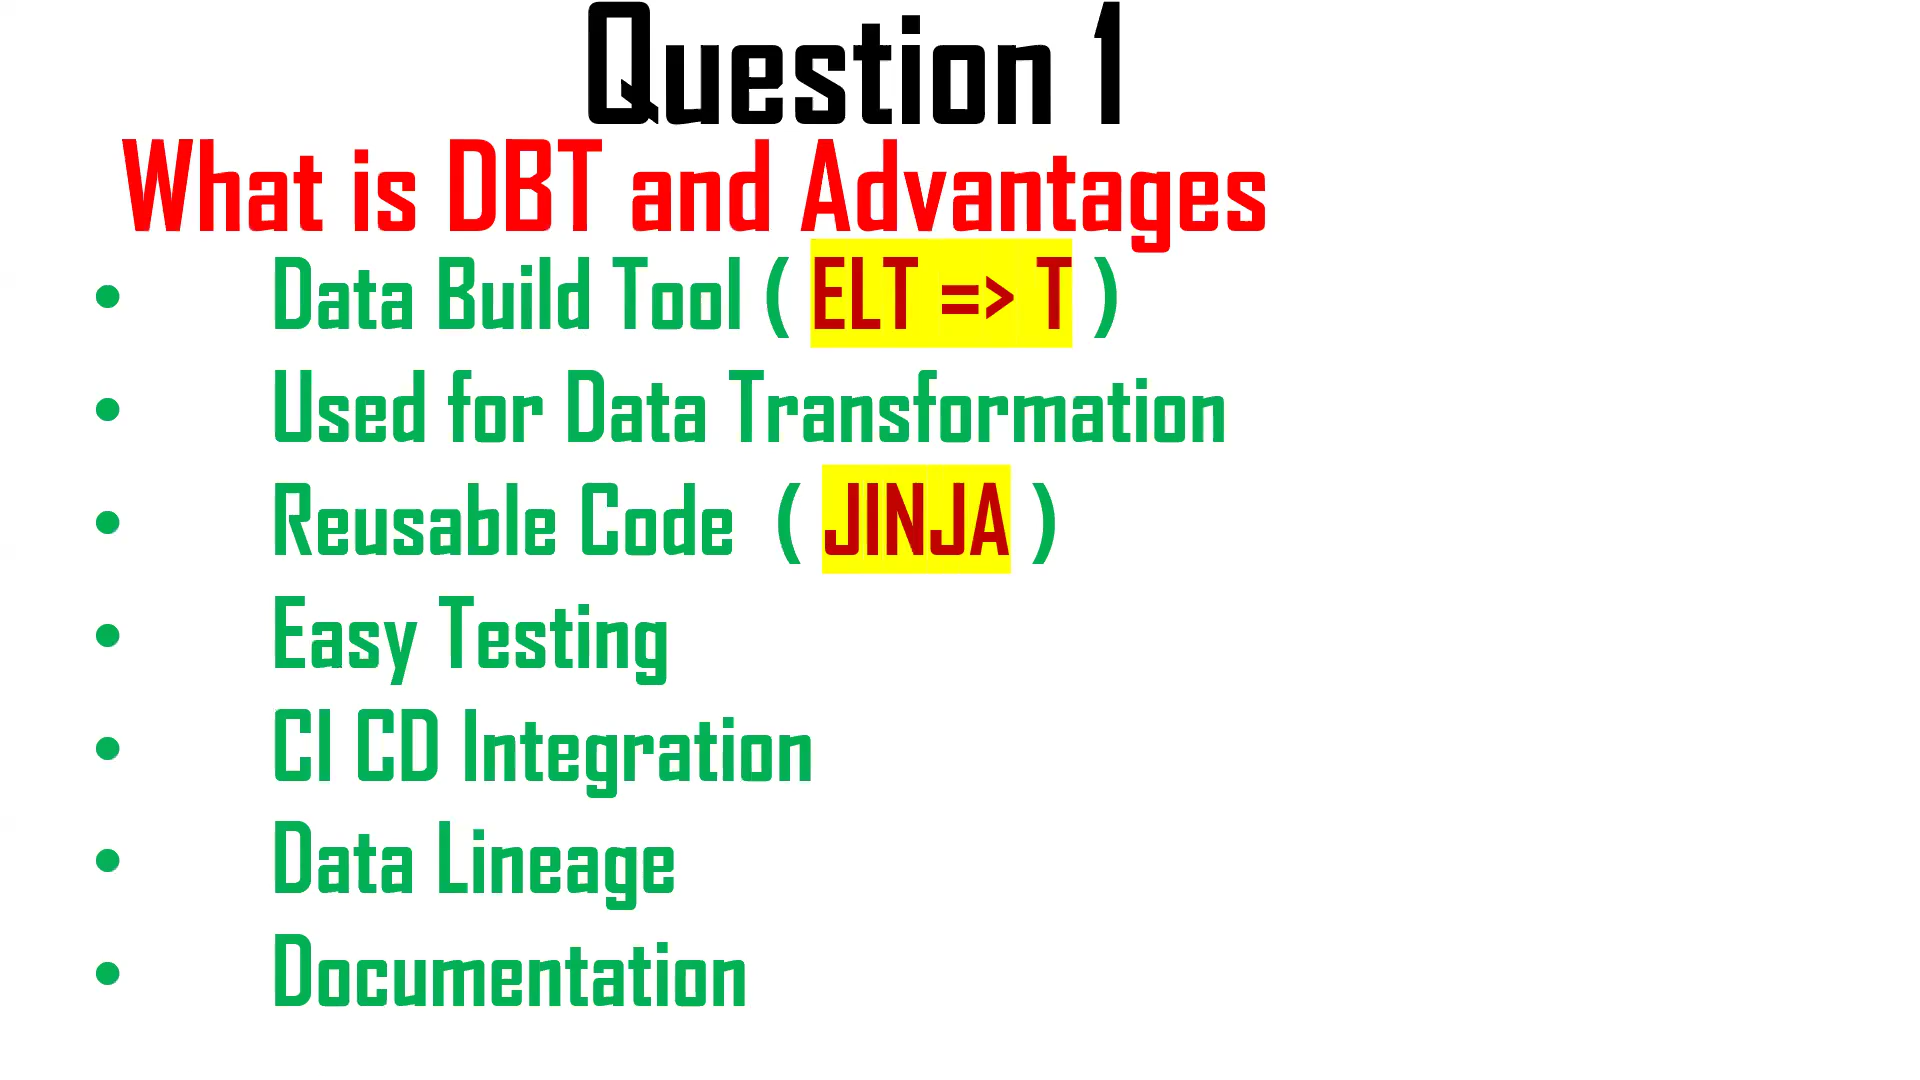 Question 1
What is DBT and Advantages
• Data Build Tool ( ELT => T )
• Used for Data Transformation
• Reusable Code ( JINJA )
• Easy Testing
• CI CD Integration
• Data Lineage
• Documentation